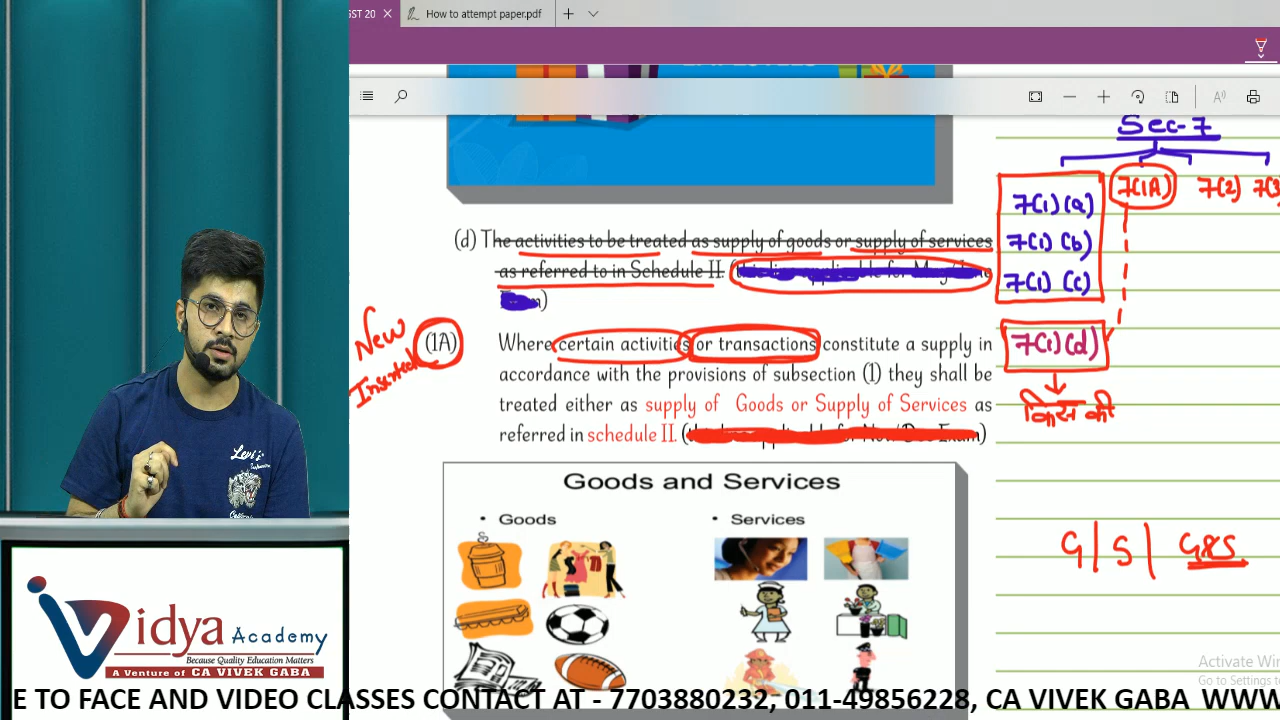 GST 20
How to attempt paper.pdf
Sec-7
7(1A) 7(2)
7(1)(a)
7(1)(b)
7(1)(c)
7(1)(d)
किस की
(d) The activities to be treated as supply of goods or supply of services
as referred to in Schedule II.
New
Inserted
(1A) Where certain activities or transactions constitute a supply in
accordance with the provisions of subsection (1) they shall be
treated either as supply of Goods or Supply of Services as
referred in schedule II.
G | S | G&S
Goods and Services
• Goods
• Services
Levi's
Vidya Academy
Because Quality Education Matters
A Venture of CA VIVEK GABA
Activate Win
Go to Settings t
E TO FACE AND VIDEO CLASSES CONTACT AT - 7703880232, 011-49856228, CA VIVEK GABA WWW